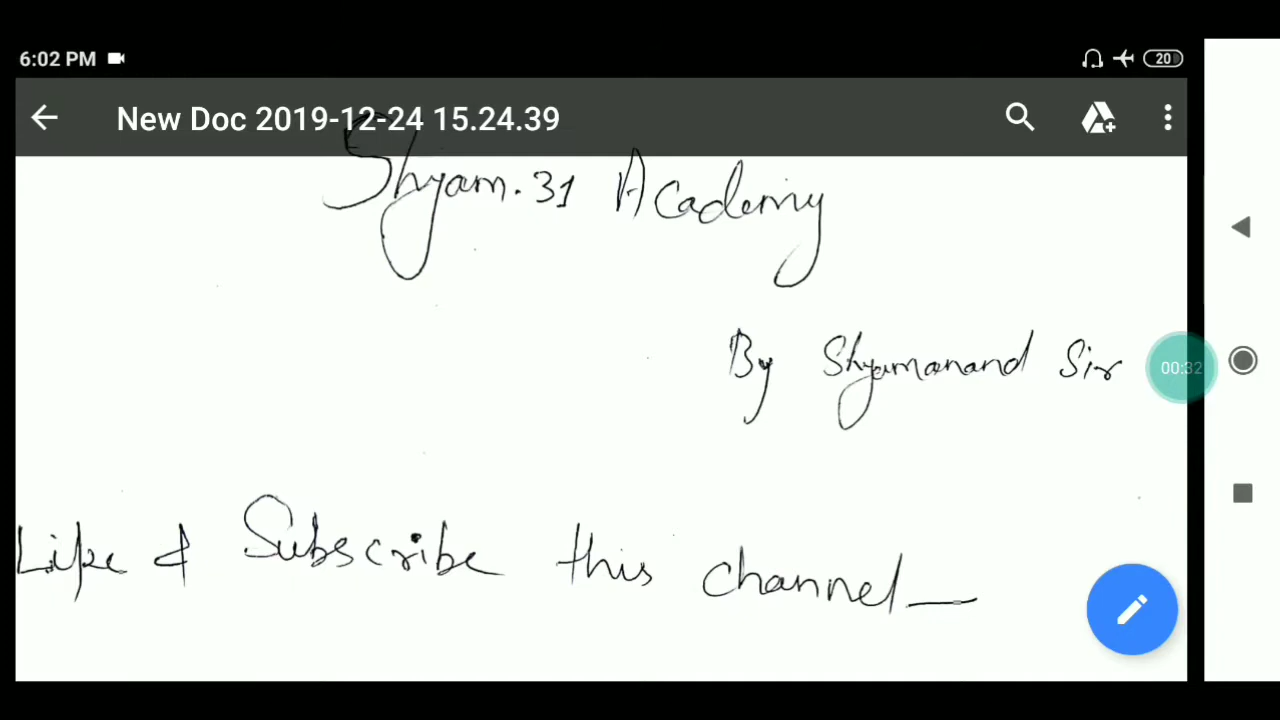 6:02 PM
20
New Doc 2019-12-24 15.24.39
Shyam.31 Academy
By Shyamanand Sir
00:32
Like & Subscribe this channel